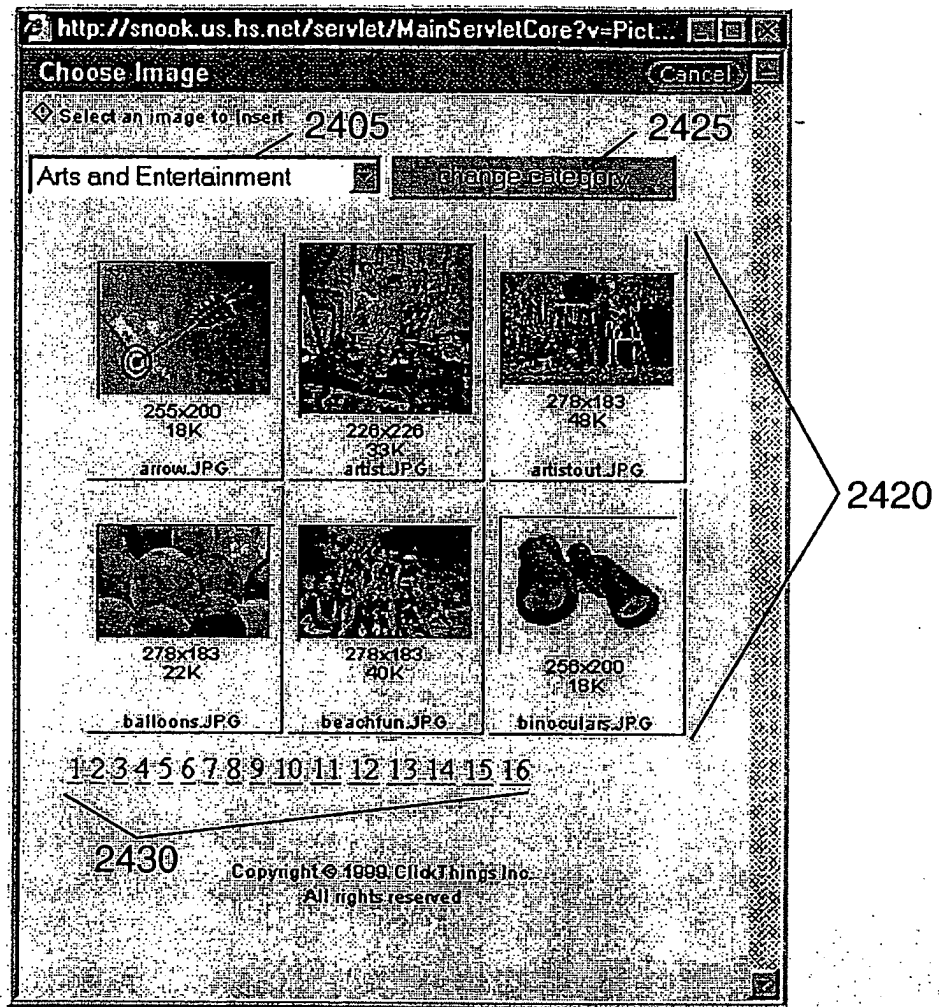 http://snook.us.hs.net/servlet/MainServletCore?v=Pict...
Choose Image
Cancel
Select an image to Insert
2405
2425
Arts and Entertainment
change category
255x200
18K
arrow.JPG
226x226
33K
artist.JPG
278x183
48K
artistout.JPG
2420
278x183
22K
balloons.JPG
278x183
40K
beachfun.JPG
256x200
18K
binoculars.JPG
1 2 3 4 5 6 7 8 9 10 11 12 13 14 15 16
2430
Copyright © 1999 ClickThings Inc.
All rights reserved